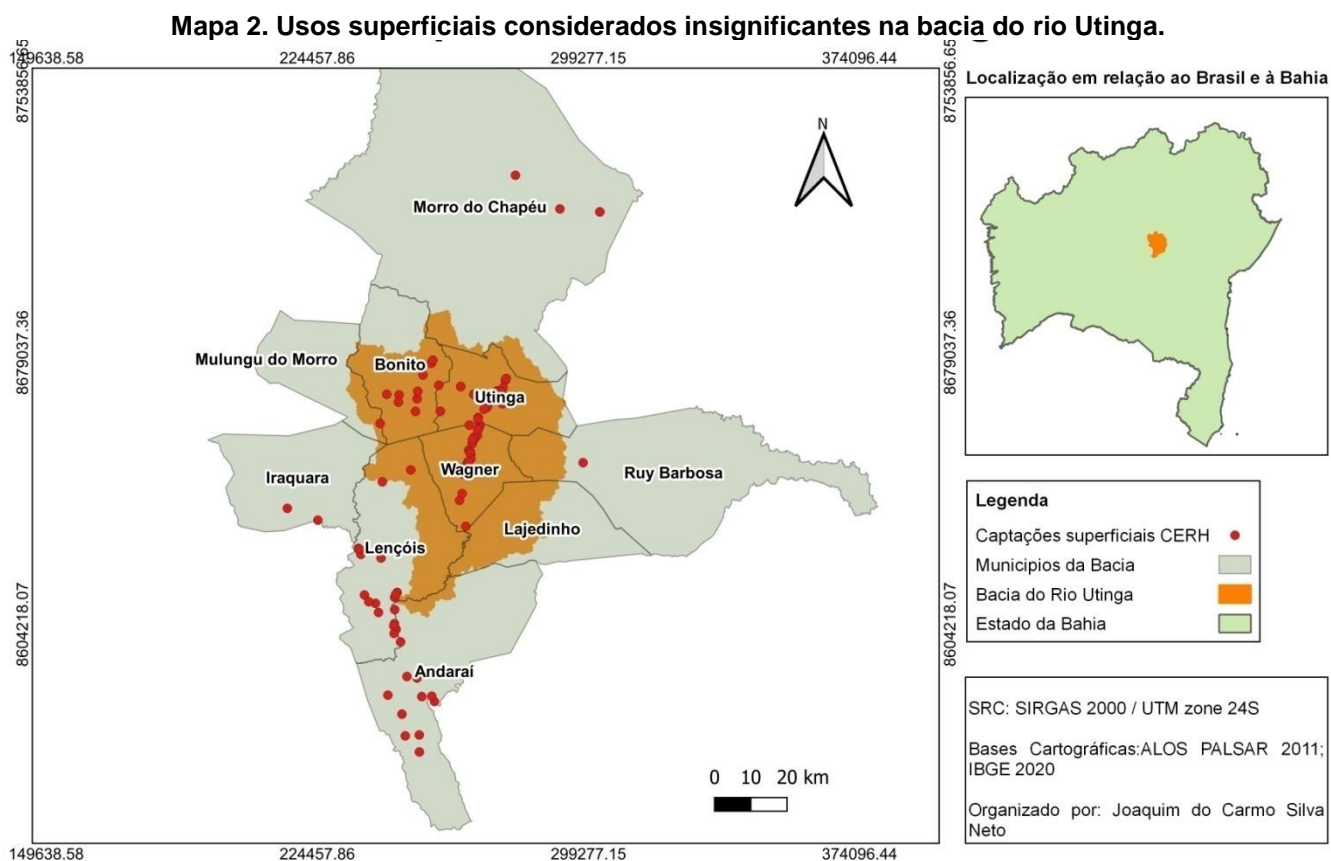 Mapa 2. Usos superficiais considerados insignificantes na bacia do rio Utinga.
149638.58
224457.86
299277.15
374096.44
8753856.65
8753856.65
Localização em relação ao Brasil e à Bahia
N
Morro do Chapéu
8679037.36
8679037.36
Mulungu do Morro
Bonito
Utinga
Iraquara
Wagner
Ruy Barbosa
Lençóis
Lajedinho
Andaraí
8604218.07
8604218.07
0 10 20 km
149638.58
224457.86
299277.15
374096.44
Legenda
Captações superficiais CERH
Municipios da Bacia
Bacia do Rio Utinga
Estado da Bahia
SRC: SIRGAS 2000 / UTM zone 24S
Bases Cartográficas:ALOS PALSAR 2011;
IBGE 2020
Organizado por: Joaquim do Carmo Silva
Neto